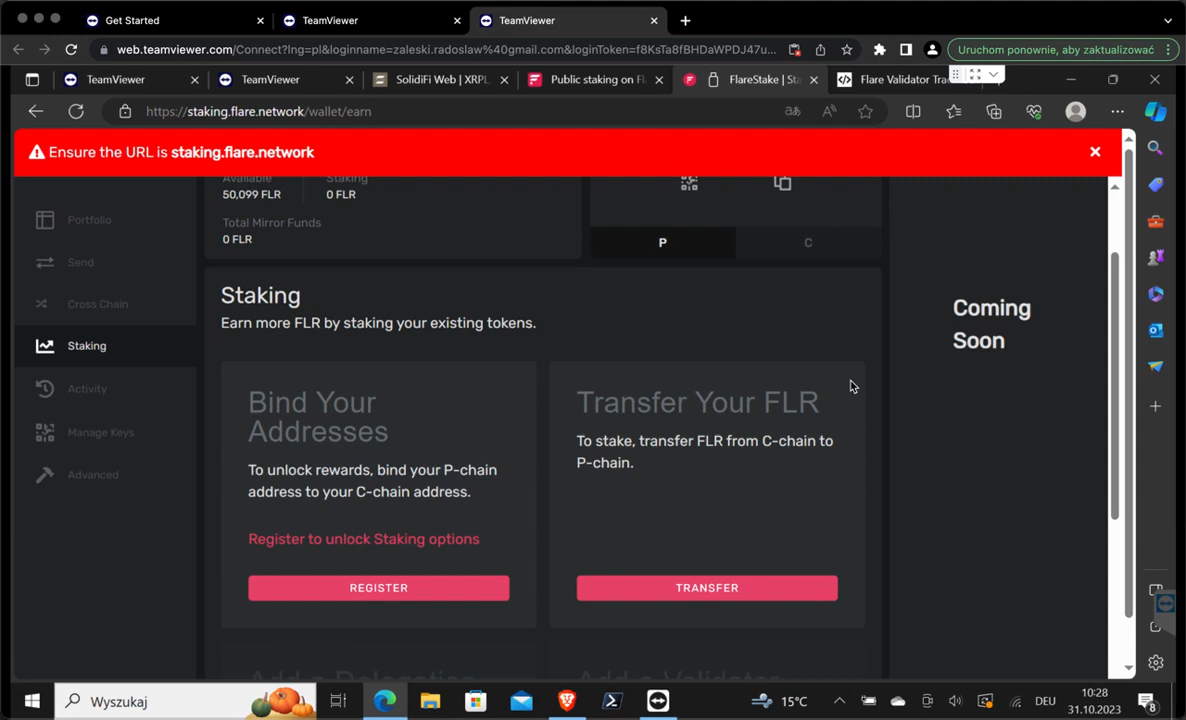 Get Started
TeamViewer
TeamViewer
web.teamviewer.com/Connect?lng=pl&loginname=zaleski.radoslaw%40gmail.com&loginToken=f8KsTa8fBHDaWPDJ47u...
Uruchom ponownie, aby zaktualizować
TeamViewer
TeamViewer
SolidiFi Web | XRPL
Public staking on Fl
FlareStake | Sta
Flare Validator Tra
https://staking.flare.network/wallet/earn
Ensure the URL is staking.flare.network
Available
Staking
50,099 FLR
0 FLR
Total Mirror Funds
0 FLR
P
C
Portfolio
Send
Cross Chain
Staking
Activity
Manage Keys
Advanced
Staking
Earn more FLR by staking your existing tokens.
Bind Your
Addresses
To unlock rewards, bind your P-chain
address to your C-chain address.
Register to unlock Staking options
REGISTER
Transfer Your FLR
To stake, transfer FLR from C-chain to
P-chain.
TRANSFER
Coming
Soon
Add a Delegation
Add a Validator
Wyszukaj
15°C
DEU
10:28
31.10.2023
8